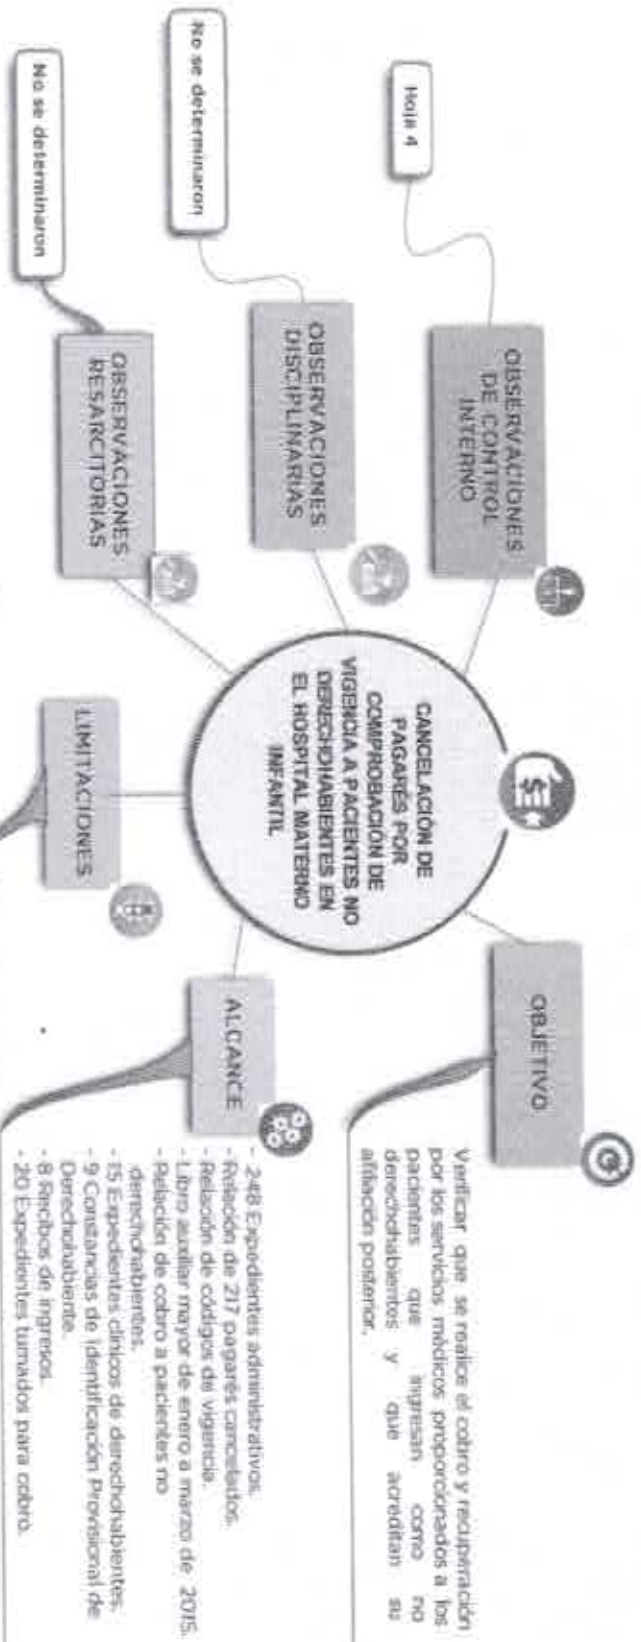 CANCELACIÓN DE
PAGARÉS POR
COMPROBACIÓN DE
VIGENCIA A PACIENTES NO
DERECHOHABIENTES EN
EL HOSPITAL MATERNO
INFANTIL
OBJETIVO
Verificar que se realice el cobro y recuperación
por los servicios médicos proporcionados a los
pacientes que ingresan como no
derechohabientes y que acreditan su
afiliación posterior.
ALCANCE
- 248 Expedientes administrativos.
- Relación de 217 pagarés cancelados.
- Relación de códigos de vigencia.
- Libro auxiliar mayor de enero a marzo de 2015.
- Relación de cobro a pacientes no
derechohabientes.
- 15 Expedientes clínicos de derechohabientes.
- 9 Constancias de Identificación Provisional de
Derechohabiente.
- 8 Recibos de ingresos.
- 20 Expedientes turnados para cobro.
LIMITACIONES
OBSERVACIONES
DE CONTROL
INTERNO
Hoja 4
OBSERVACIONES
DISCIPLINARIAS
No se determinaron
OBSERVACIONES
RESARCITORIAS
No se determinaron